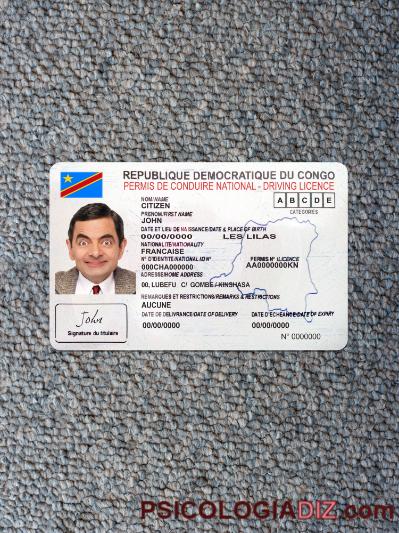 REPUBLIQUE DEMOCRATIQUE DU CONGO
PERMIS DE CONDUIRE NATIONAL - DRIVING LICENCE
NOM/NAME
CITIZEN
A B C D E
PRENOM/FIRST NAME
JOHN
CATEGORIES
DATE ET LIEU DE NAISSANCE/DATE & PLACE OF BIRTH
00/00/0000 LES LILAS
NATIONALITE/NATIONALITY
FRANCAISE
N° D'IDENTITE/NATIONAL ID N° PERMIS N° LICENCE
000CHA000000 AA0000000KN
ADRESSE/HOME ADDRESS
00, LUBEFU C/ GOMBE / KINSHASA
REMARQUES ET RESTRICTIONS/REMARKS & RESTRICTIONS
AUCUNE
DATE DE DELIVRANCE/DATE OF DELIVERY DATE D'ECHEANCE/DATE OF EXPIRY
00/00/0000 00/00/0000
N° 0000000
John
Signature du titulaire
PSICOLOGIADIZ.com